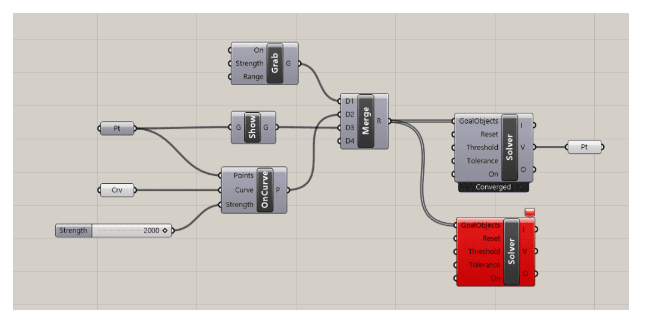 On
Strength
Range
Grab
G
Pt
G
Show
G
D1
D2
D3
D4
Merge
R
GoalObjects
Reset
Threshold
Tolerance
On
Solver
I
V
O
Converged
Pt
Points
Curve
Strength
OnCurve
P
Crv
Strength
2000
GoalObjects
Reset
Threshold
Tolerance
On
Solver
I
V
O